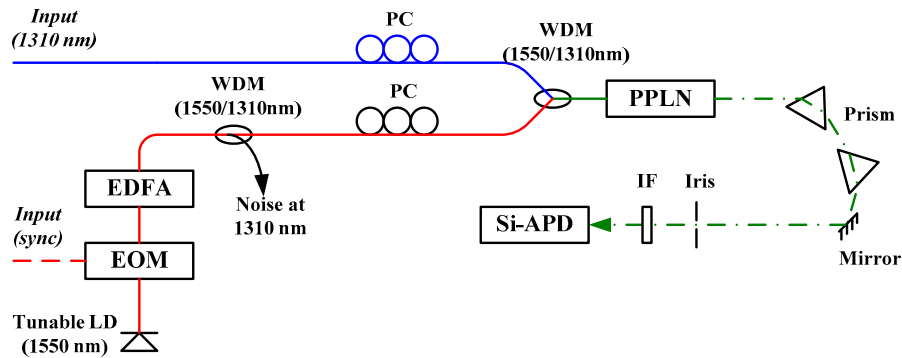 Input
(1310 nm)
PC
WDM
(1550/1310nm)
WDM
(1550/1310nm)
PC
PPLN
Prism
EDFA
Noise at
1310 nm
IF
Iris
Si-APD
Input
(sync)
EOM
Mirror
Tunable LD
(1550 nm)